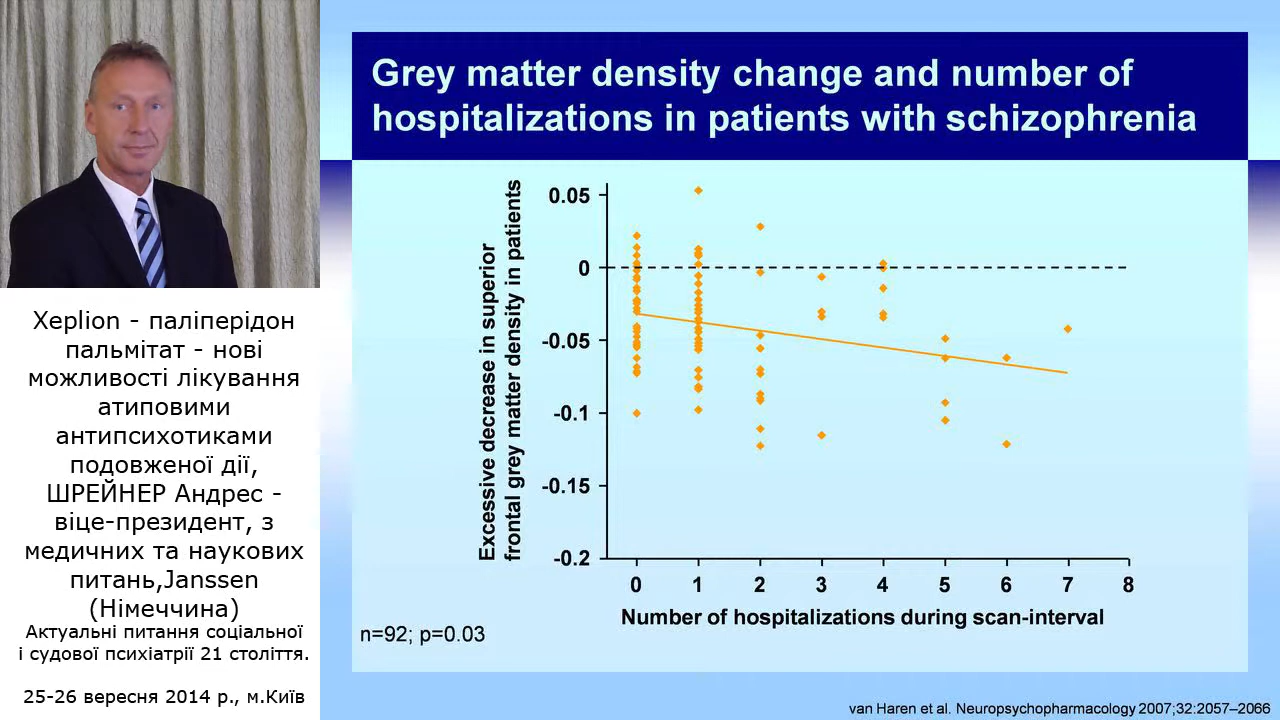 Grey matter density change and number of
hospitalizations in patients with schizophrenia
Excessive decrease in superior
frontal grey matter density in patients
0.05
0
-0.05
-0.1
-0.15
-0.2
0 1 2 3 4 5 6 7 8
Number of hospitalizations during scan-interval
n=92; p=0.03
van Haren et al. Neuropsychopharmacology 2007;32:2057–2066
Xeplion - паліперідон
пальмітат - нові
можливості лікування
атиповими
антипсихотиками
подовженої дії,
ШРЕЙНЕР Андрес -
віце-президент, з
медичних та наукових
питань,Janssen
(Німеччина)
Актуальні питання соціальної
і судової психіатрії 21 століття.
25-26 вересня 2014 р., м.Київ